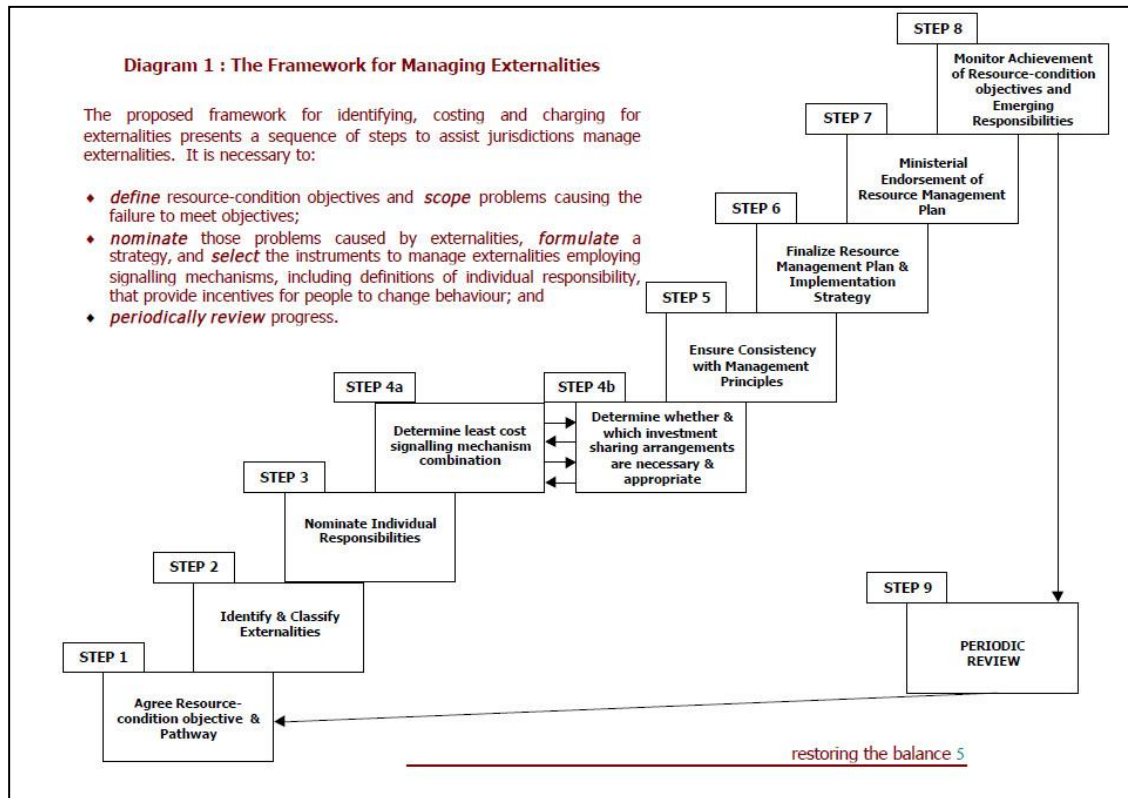 Diagram 1 : The Framework for Managing Externalities
The proposed framework for identifying, costing and charging for
externalities presents a sequence of steps to assist jurisdictions manage
externalities. It is necessary to:
♦ define resource-condition objectives and scope problems causing the
failure to meet objectives;
♦ nominate those problems caused by externalities, formulate a
strategy, and select the instruments to manage externalities employing
signalling mechanisms, including definitions of individual responsibility,
that provide incentives for people to change behaviour; and
♦ periodically review progress.
STEP 1
Agree Resource-
condition objective &
Pathway
STEP 2
Identify & Classify
Externalities
STEP 3
Nominate Individual
Responsibilities
STEP 4a
Determine least cost
signalling mechanism
combination
STEP 4b
Determine whether &
which investment
sharing arrangements
are necessary &
appropriate
STEP 5
Ensure Consistency
with Management
Principles
STEP 6
Finalize Resource
Management Plan &
Implementation
Strategy
STEP 7
Ministerial
Endorsement of
Resource Management
Plan
STEP 8
Monitor Achievement
of Resource-condition
objectives and
Emerging
Responsibilities
STEP 9
PERIODIC
REVIEW
restoring the balance 5